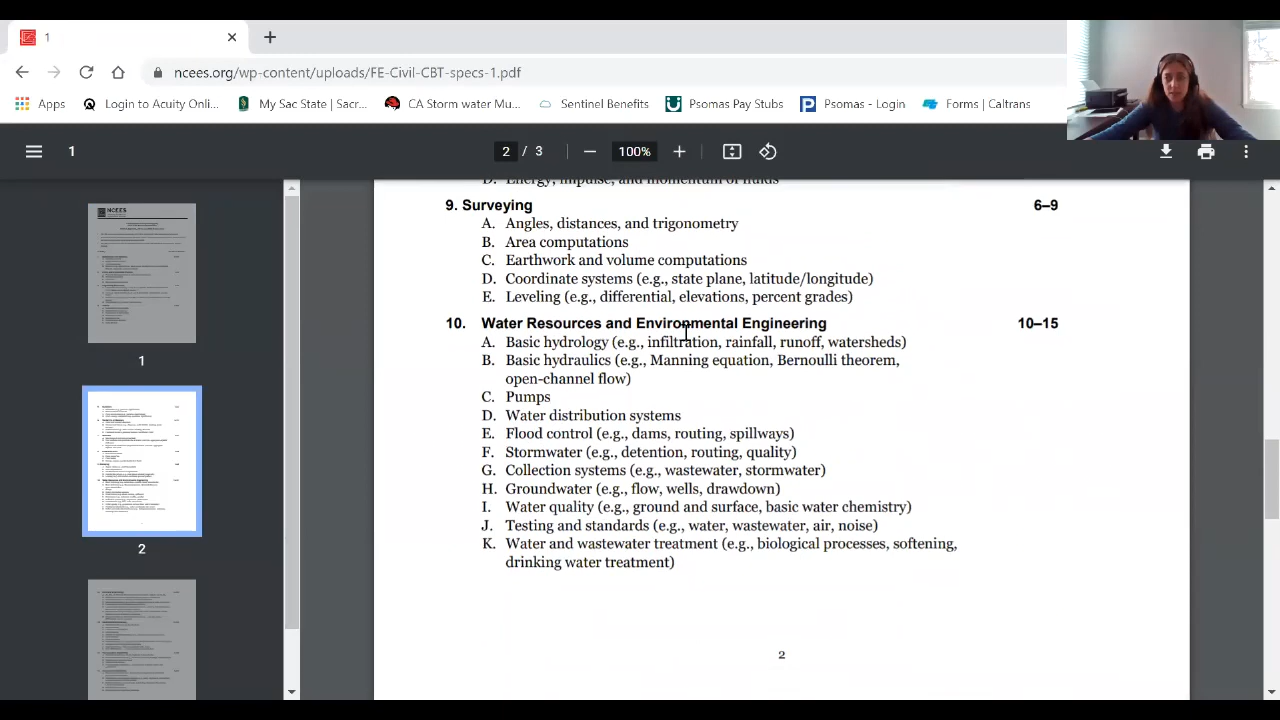 1
ncees.org/wp-content/uploads/FE-Civil-CBT-specs-1.pdf
Apps Login to Acuity Onli... My Sac State | Sacr... CA Storm Water Mu... Sentinel Benefits Psomas Pay Stubs Psomas - Login Forms | Caltrans
1 2 / 3 100%
D. Energy, impulse, and momentum of fluids
9. Surveying 6–9
A. Angles, distances, and trigonometry
B. Area computations
C. Earthwork and volume computations
D. Coordinate systems (e.g., state plane, latitude/longitude)
E. Leveling (e.g., differential, elevations, percent grades)
10. Water Resources and Environmental Engineering 10–15
A. Basic hydrology (e.g., infiltration, rainfall, runoff, watersheds)
B. Basic hydraulics (e.g., Manning equation, Bernoulli theorem,
open-channel flow)
C. Pumps
D. Water distribution systems
E. Flood control (e.g., dams, routing, spillways)
F. Stormwater (e.g., detention, routing, quality)
G. Collection systems (e.g., wastewater, stormwater)
H. Groundwater (e.g., flow, wells, drawdown)
I. Water quality (e.g., ground and surface, basic water chemistry)
J. Testing and standards (e.g., water, wastewater, air, noise)
K. Water and wastewater treatment (e.g., biological processes, softening,
drinking water treatment)
2
NCEES
1
2